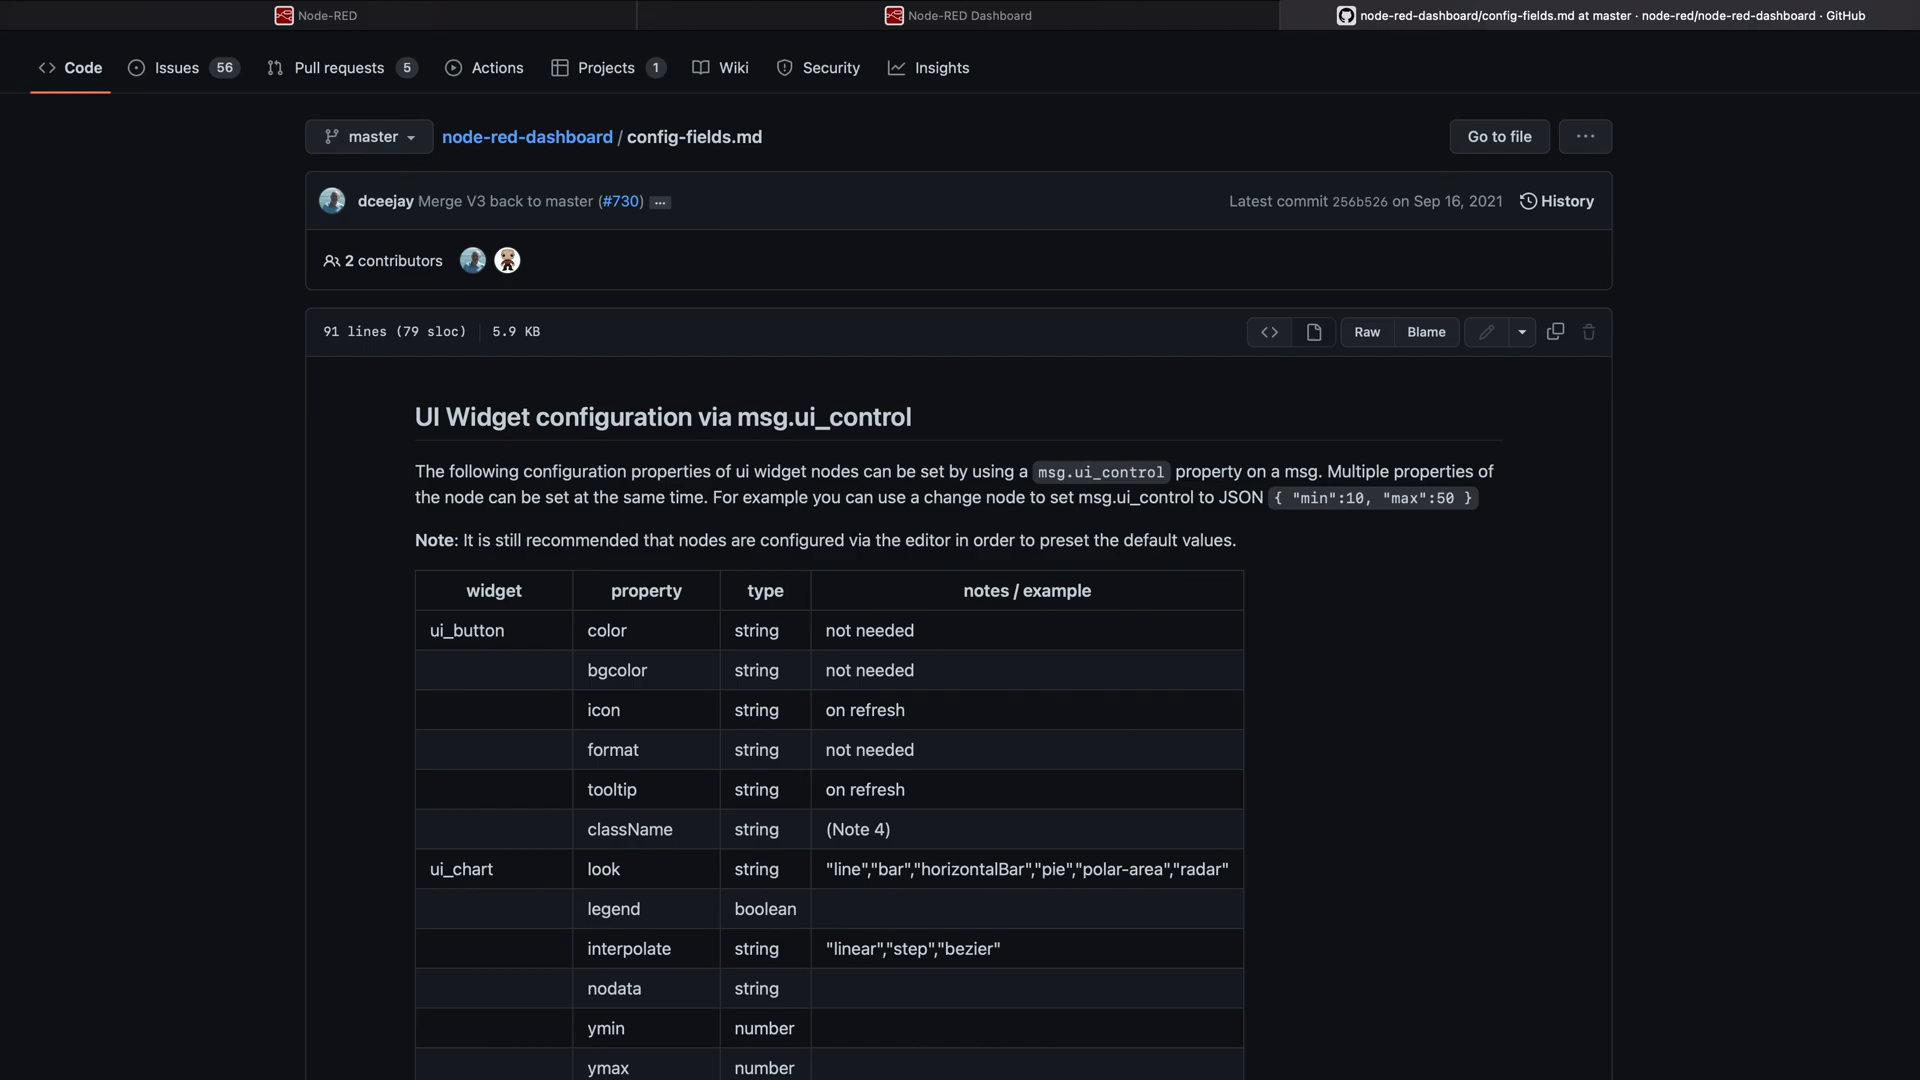 Node-RED
Node-RED Dashboard
node-red-dashboard/config-fields.md at master · node-red/node-red-dashboard · GitHub
Code
Issues 56
Pull requests 5
Actions
Projects 1
Wiki
Security
Insights
master
node-red-dashboard / config-fields.md
Go to file
...
dceejay Merge V3 back to master (#730) ...
Latest commit 256b526 on Sep 16, 2021
History
2 contributors
91 lines (79 sloc) 5.9 KB
Raw
Blame
UI Widget configuration via msg.ui_control
The following configuration properties of ui widget nodes can be set by using a msg.ui_control property on a msg. Multiple properties of
the node can be set at the same time. For example you can use a change node to set msg.ui_control to JSON { "min":10, "max":50 }
Note: It is still recommended that nodes are configured via the editor in order to preset the default values.
widget property type notes / example
ui_button color string not needed
bgcolor string not needed
icon string on refresh
format string not needed
tooltip string on refresh
className string (Note 4)
ui_chart look string "line","bar","horizontalBar","pie","polar-area","radar"
legend boolean
interpolate string "linear","step","bezier"
nodata string
ymin number
ymax number